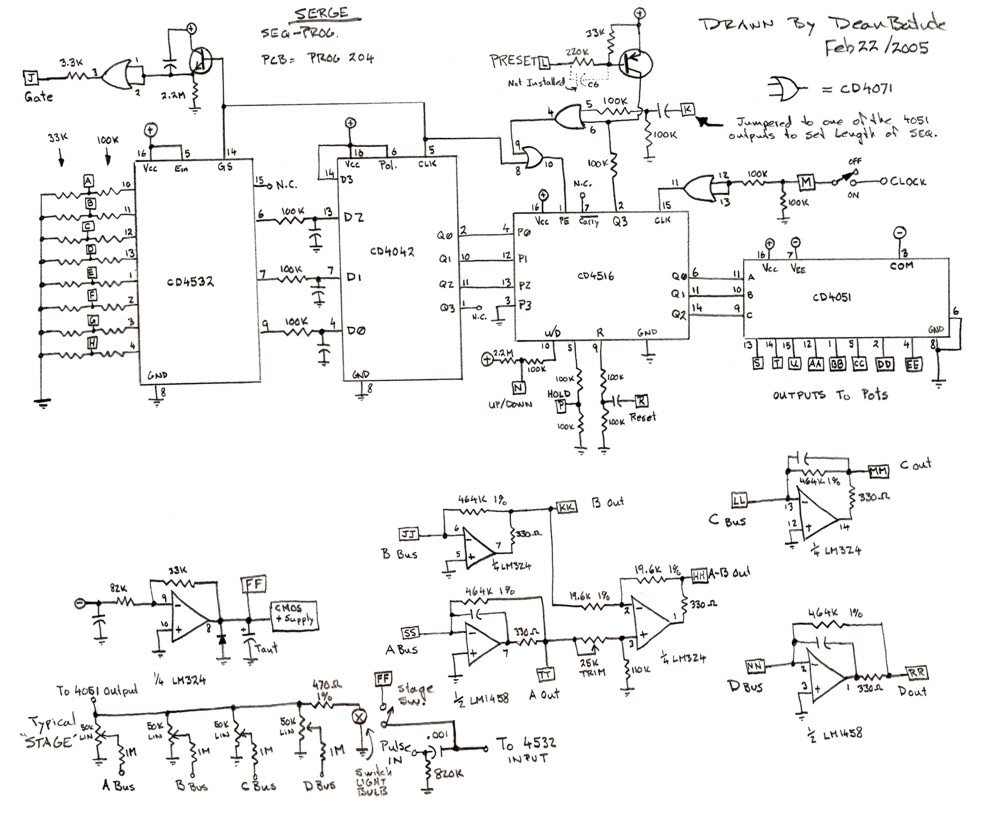 SERGE
SEQ-PROG.
PCB= PROG 204
DRAWN By Dean Batute
Feb 22/2005
= CD4071
Jumpered to one of the 4051
outputs to set Length of SEQ.
J
Gate
3.3K
3
1
2
2.2M
33K
PRESET
L
220K
Not Installed
C6
4
5
6
100K
K
100K
100K
33K
100K
A
B
C
D
E
F
G
H
10
11
12
13
1
2
3
4
16
5
14
Vcc
Ein
GS
15
N.C.
CD4532
6
7
9
GND
8
100K
100K
100K
13
7
4
16
6
5
Vcc
Pol.
CLK
14
D3
D2
D1
D0
CD4042
Q0
Q1
Q2
Q3
2
10
11
1
N.C.
GND
8
9
8
10
16
1
N.C.
7
2
15
Vcc
PE
Carry
Q3
CLK
4
12
13
3
P0
P1
P2
P3
CD4516
Q0
Q1
Q2
6
11
14
U/D
R
GND
10
5
9
2.2M
100K
N
UP/DOWN
HOLD
P
100K
100K
100K
100K
R
Reset
11
12
13
100K
M
100K
OFF
ON
CLOCK
16
7
3
Vcc
VEE
COM
11
10
9
A
B
C
CD4051
GND
6
8
13
14
15
12
1
5
2
4
S
T
U
AA
BB
CC
DD
EE
OUTPUTS To Pots
82K
33K
9
10
8
FF
CMOS
+ Supply
Tant
1/4 LM324
JJ
B Bus
464K 1%
6
5
7
330Ω
1/4 LM324
KK
B Out
SS
A Bus
464K 1%
7
330Ω
1/2 LM1458
TT
A Out
19.6K 1%
19.6K 1%
2
3
1
HH
A-B Out
330Ω
25K
TRIM
110K
1/4 LM324
LL
C Bus
464K 1%
13
12
14
330Ω
MM
C out
1/4 LM324
NN
D Bus
464K 1%
2
3
1
330Ω
RR
D out
1/2 LM1458
To 4051 output
Typical
"STAGE"
50K
LIN
1M
A Bus
50K
LIN
1M
B Bus
50K
LIN
1M
C Bus
50K
LIN
1M
D Bus
470Ω
1%
FF
Stage
Sw.
Switch
LIGHT
BULB
Pulse
IN
.001
820K
To 4532
INPUT